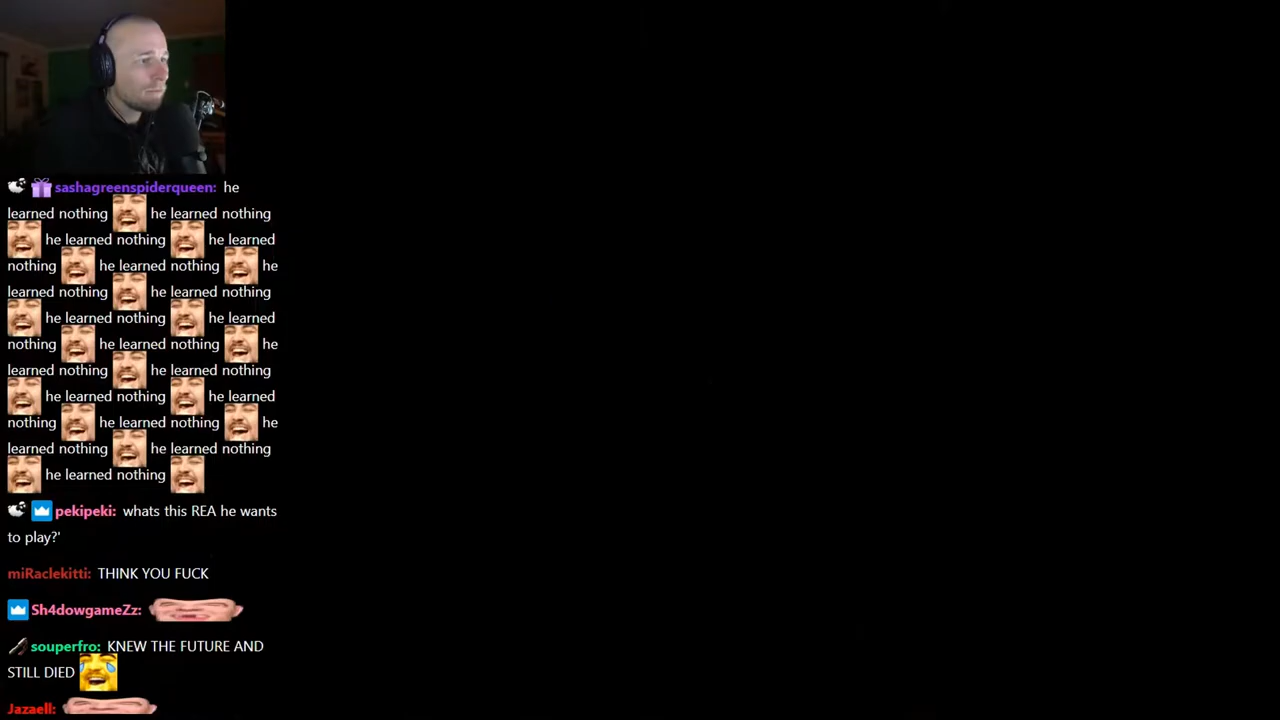 sashagreenspiderqueen: he
learned nothing he learned nothing
he learned nothing he learned
nothing he learned nothing he
learned nothing he learned nothing
he learned nothing he learned
nothing he learned nothing he
learned nothing he learned nothing
he learned nothing he learned
nothing he learned nothing he
learned nothing he learned nothing
he learned nothing
pekipeki: whats this REA he wants
to play?'
miRaclekitti: THINK YOU FUCK
Sh4dowgameZz:
souperfro: KNEW THE FUTURE AND
STILL DIED
Jazaell: